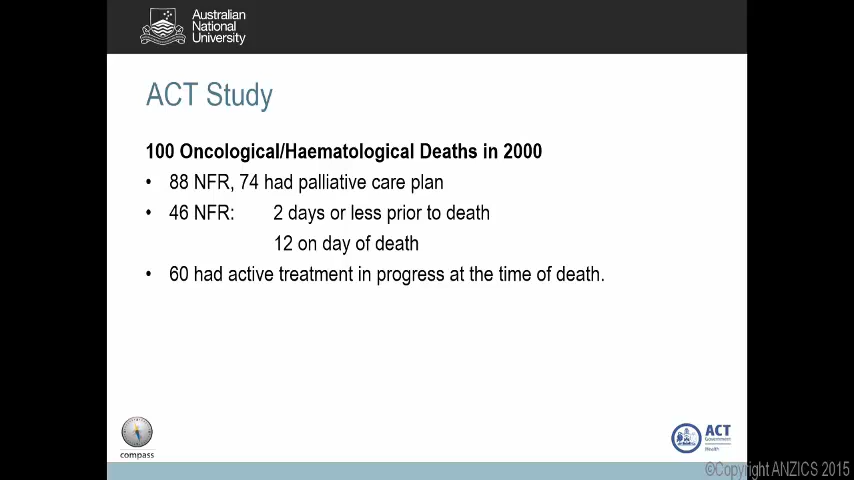 Australian
National
University
ACT Study
100 Oncological/Haematological Deaths in 2000
• 88 NFR, 74 had palliative care plan
• 46 NFR: 2 days or less prior to death
12 on day of death
• 60 had active treatment in progress at the time of death.
compass
ACT
Government
Health
©Copyright ANZICS 2015